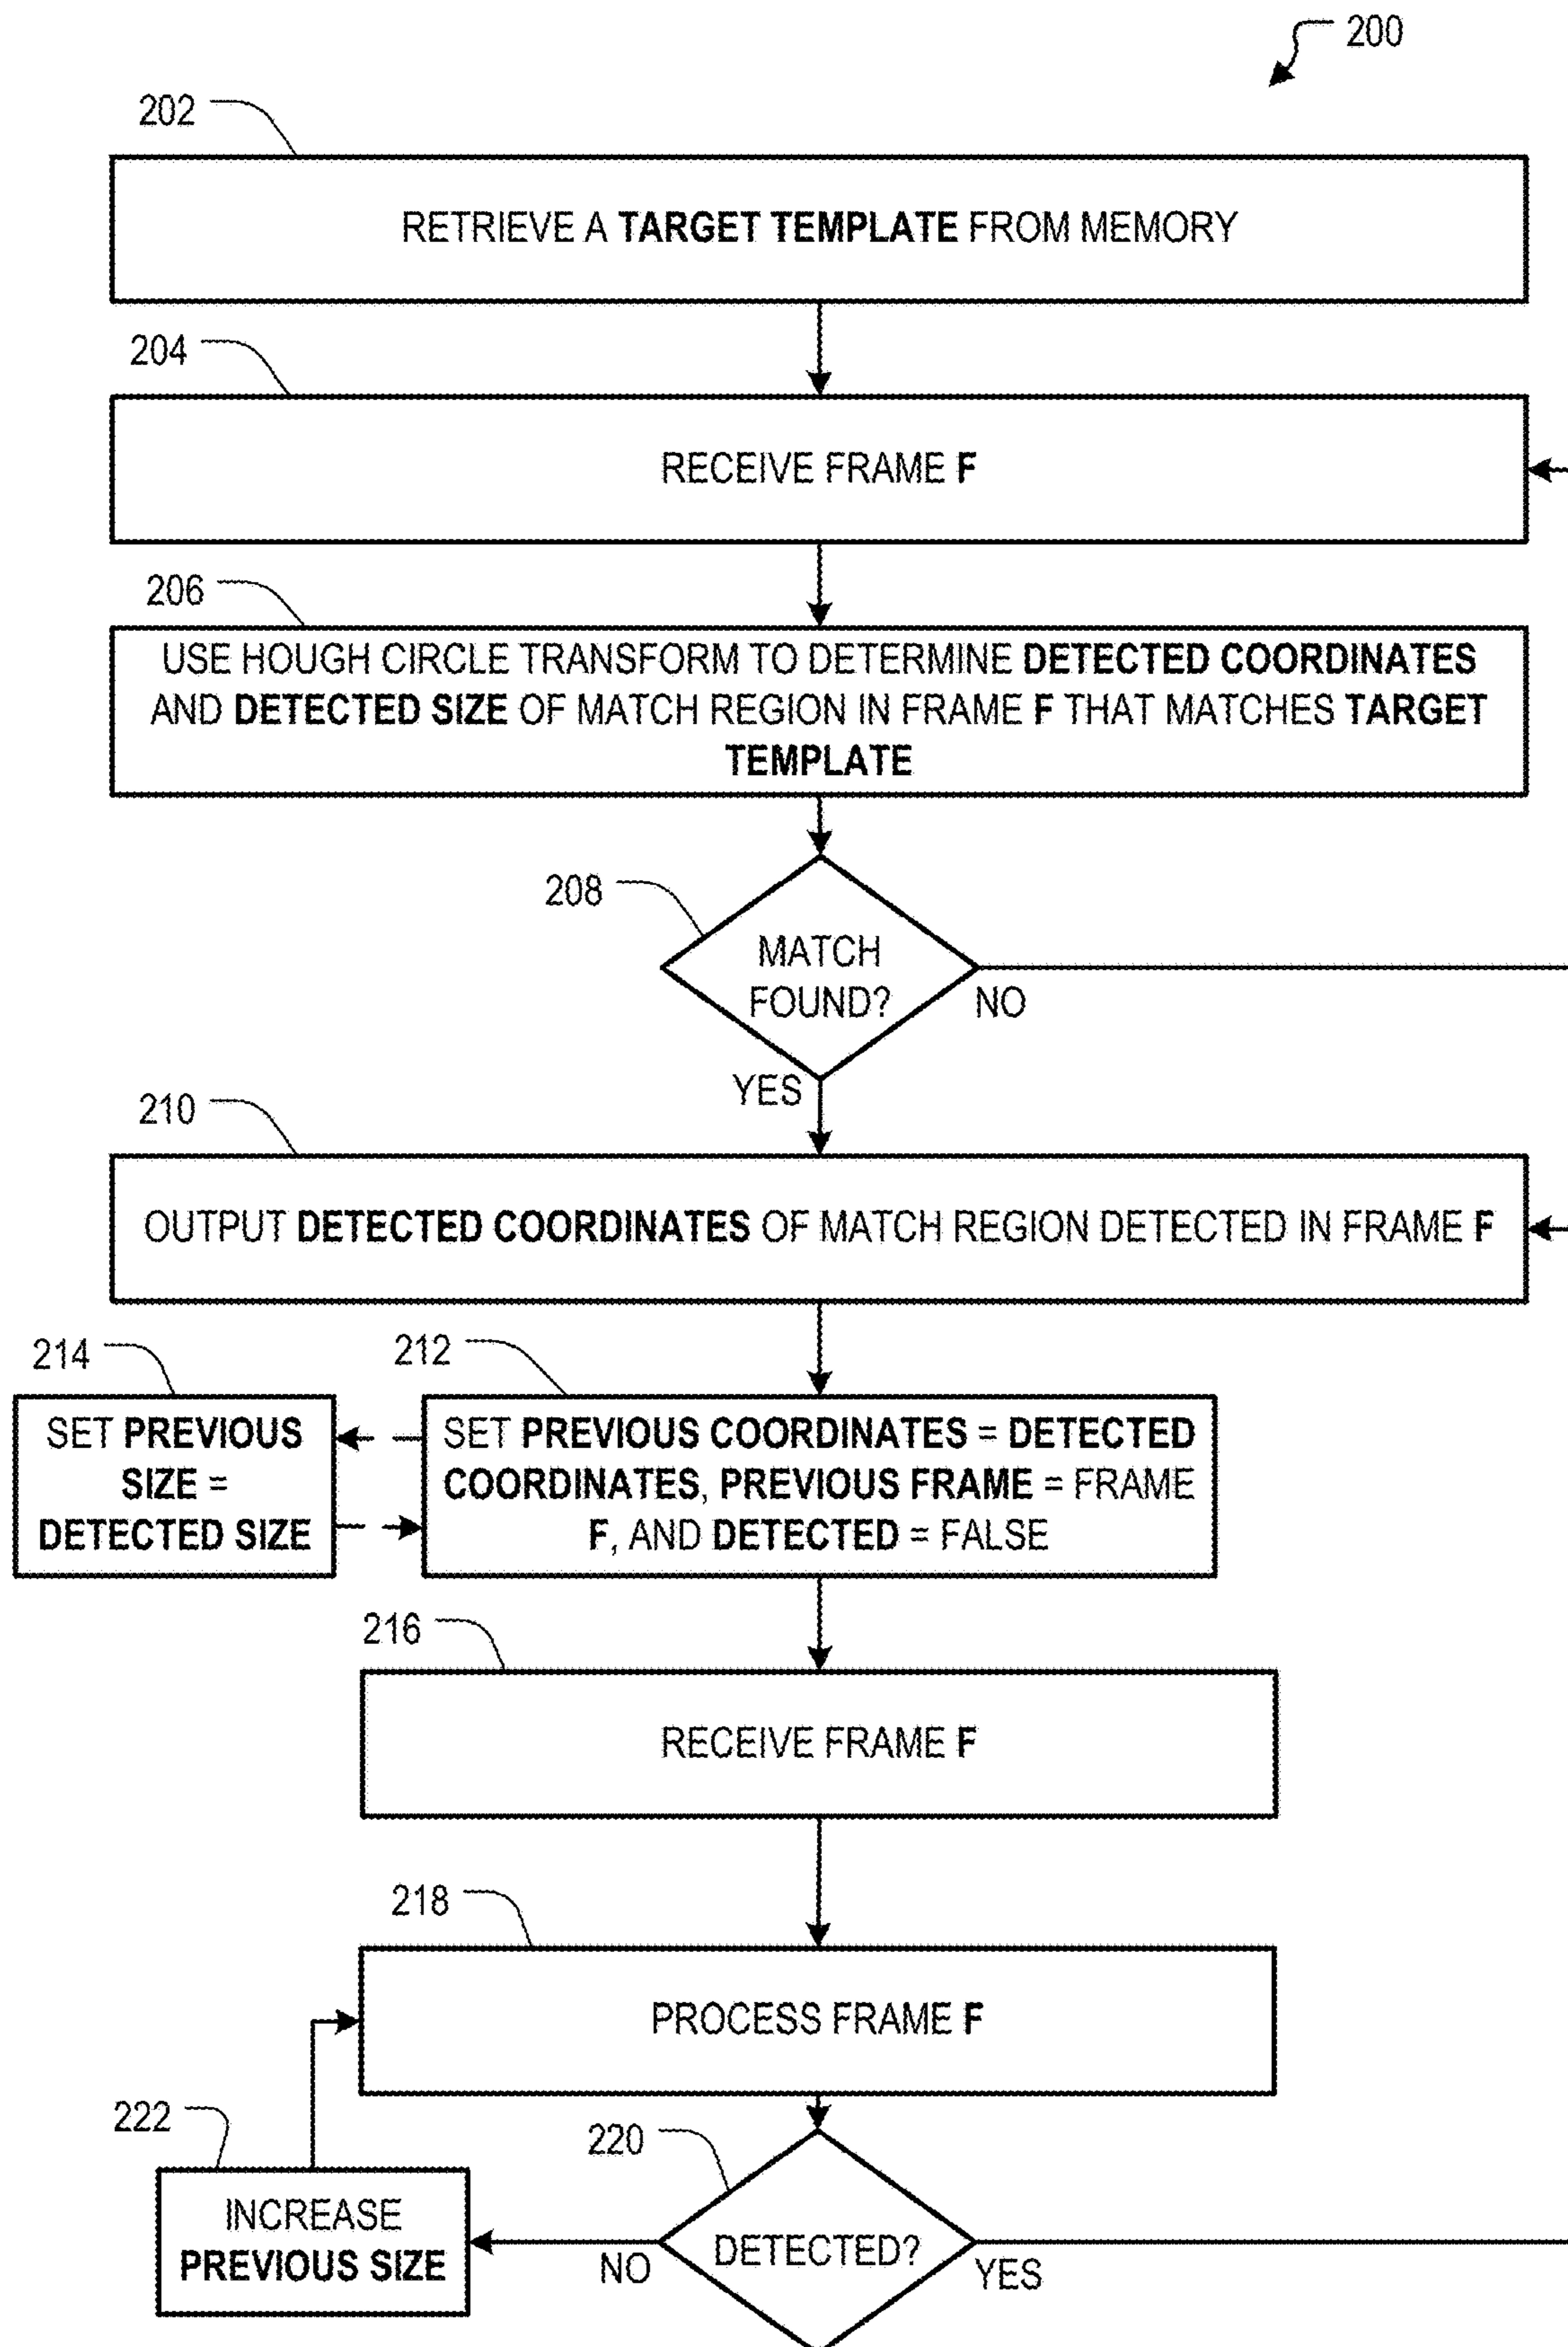 200
202
RETRIEVE A TARGET TEMPLATE FROM MEMORY
204
RECEIVE FRAME F
206
USE HOUGH CIRCLE TRANSFORM TO DETERMINE DETECTED COORDINATES
AND DETECTED SIZE OF MATCH REGION IN FRAME F THAT MATCHES TARGET
TEMPLATE
208
MATCH
FOUND?
NO
YES
210
OUTPUT DETECTED COORDINATES OF MATCH REGION DETECTED IN FRAME F
214
SET PREVIOUS
SIZE =
DETECTED SIZE
212
SET PREVIOUS COORDINATES = DETECTED
COORDINATES, PREVIOUS FRAME = FRAME
F, AND DETECTED = FALSE
216
RECEIVE FRAME F
218
PROCESS FRAME F
222
INCREASE
PREVIOUS SIZE
220
DETECTED?
NO
YES